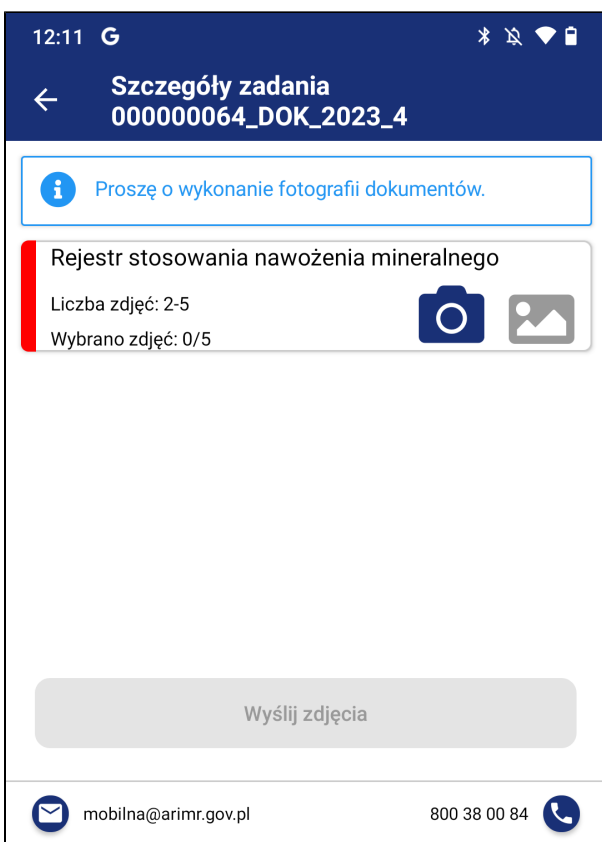 12:11 G
Szczegóły zadania
000000064_DOK_2023_4
Proszę o wykonanie fotografii dokumentów.
Rejestr stosowania nawożenia mineralnego
Liczba zdjęć: 2-5
Wybrano zdjęć: 0/5
Wyślij zdjęcia
mobilna@arimr.gov.pl 800 38 00 84